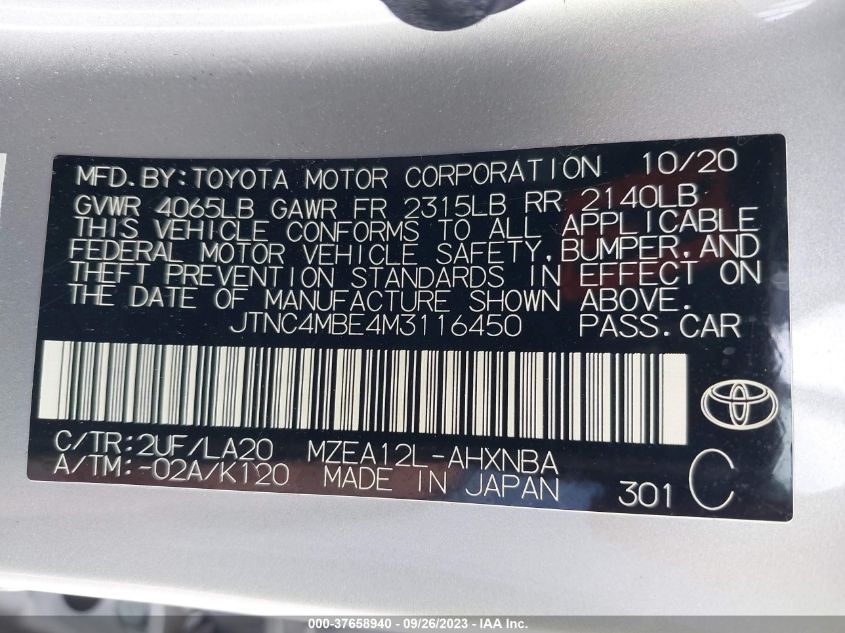 MFD.BY:TOYOTA MOTOR CORPORATION 10/20
GVWR 4065LB GAWR FR 2315LB RR 2140LB
THIS VEHICLE CONFORMS TO ALL APPLICABLE
FEDERAL MOTOR VEHICLE SAFETY,BUMPER,AND
THEFT PREVENTION STANDARDS IN EFFECT ON
THE DATE OF MANUFACTURE SHOWN ABOVE.
JTNC4MBE4M3116450 PASS.CAR
C/TR:2UF/LA20 MZEA12L-AHXNBA
A/TM:-02A/K120 MADE IN JAPAN 301 C
000-37658940 - 09/26/2023 - IAA Inc.